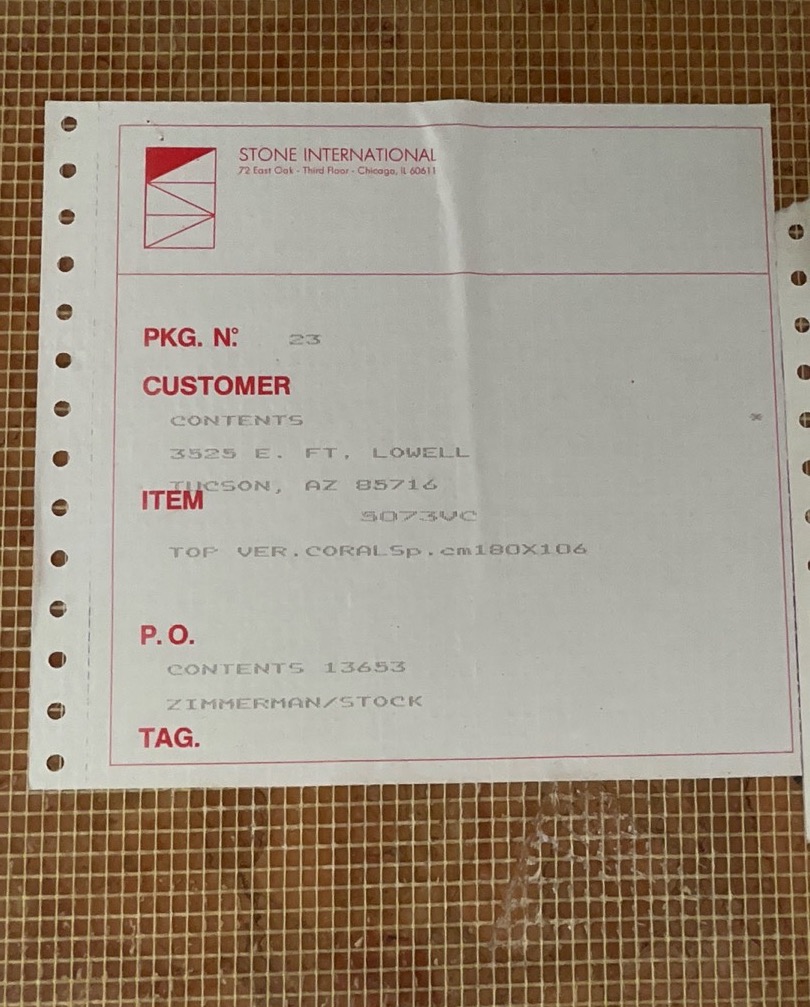 STONE INTERNATIONAL
72 East Oak - Third Floor - Chicago, IL 60611
PKG. Nº 23
CUSTOMER
CONTENTS *
3525 E. FT, LOWELL
TUCSON, AZ 85716
ITEM
5073VC
TOP VER.CORALSp.cm180X106
P.O.
CONTENTS 13653
ZIMMERMAN/STOCK
TAG.